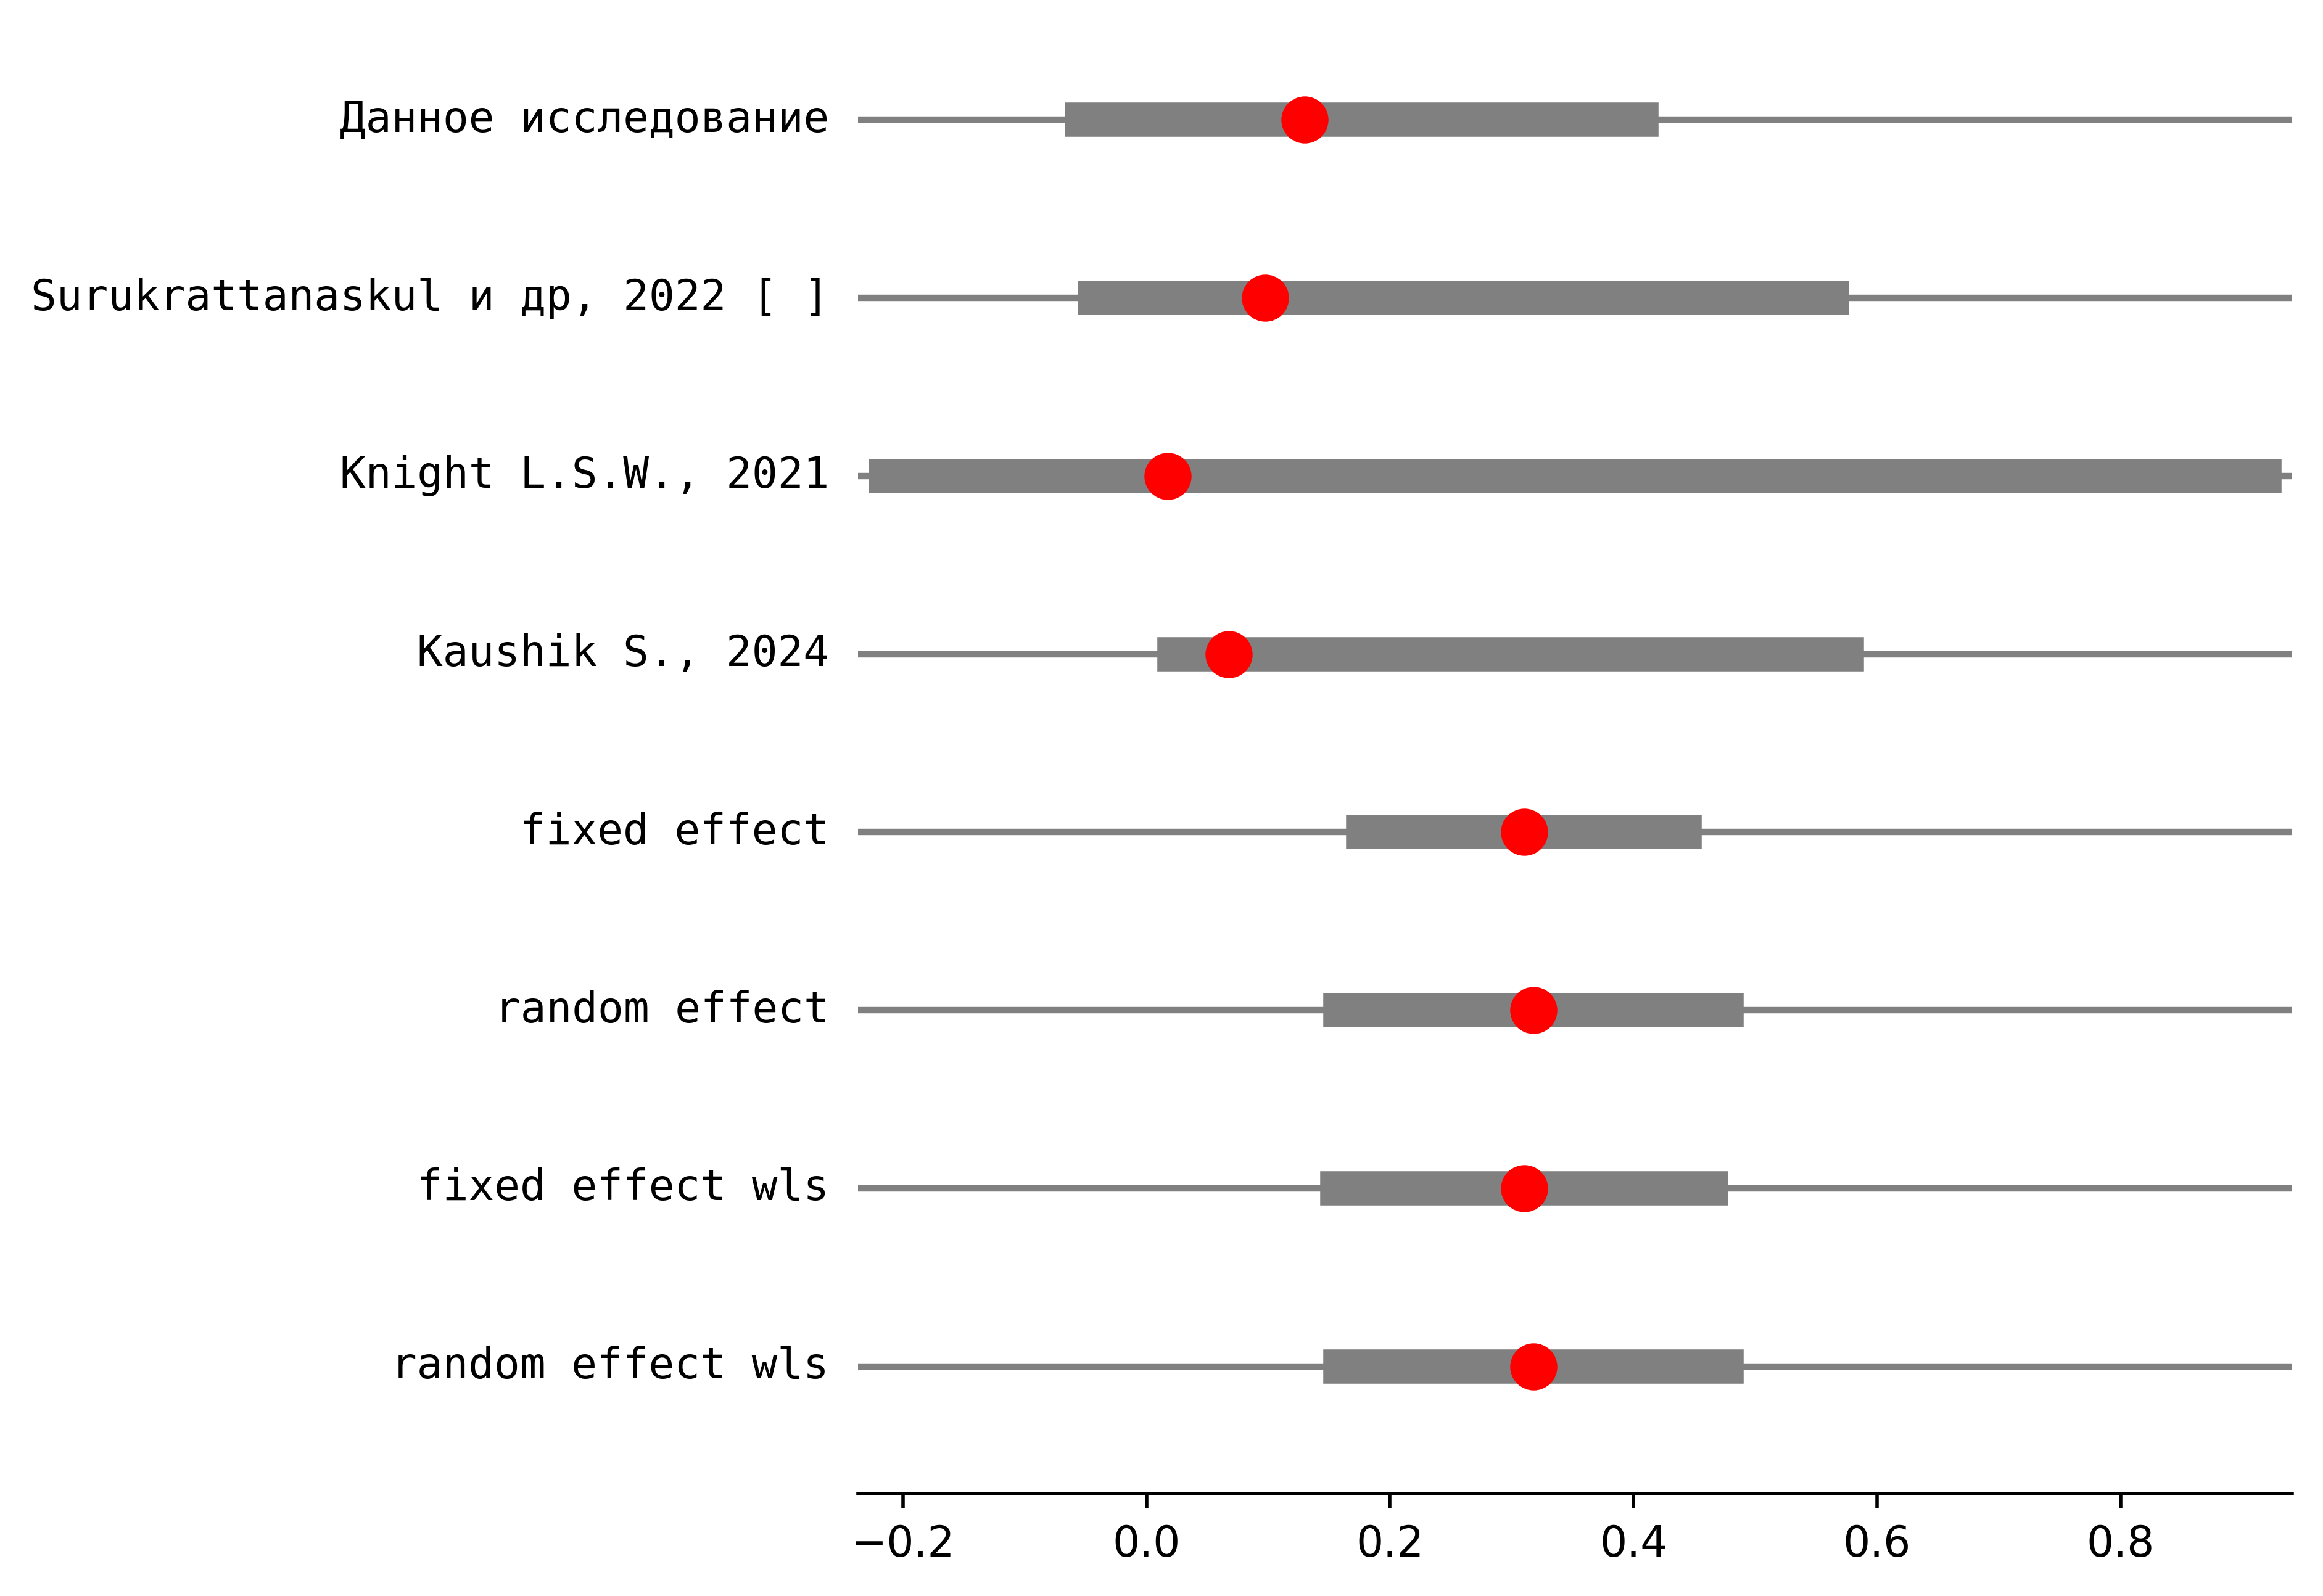 Данное исследование
Surukrattanaskul и др, 2022 [ ]
Knight L.S.W., 2021
Kaushik S., 2024
fixed effect
random effect
fixed effect wls
random effect wls
−0.2 0.0 0.2 0.4 0.6 0.8